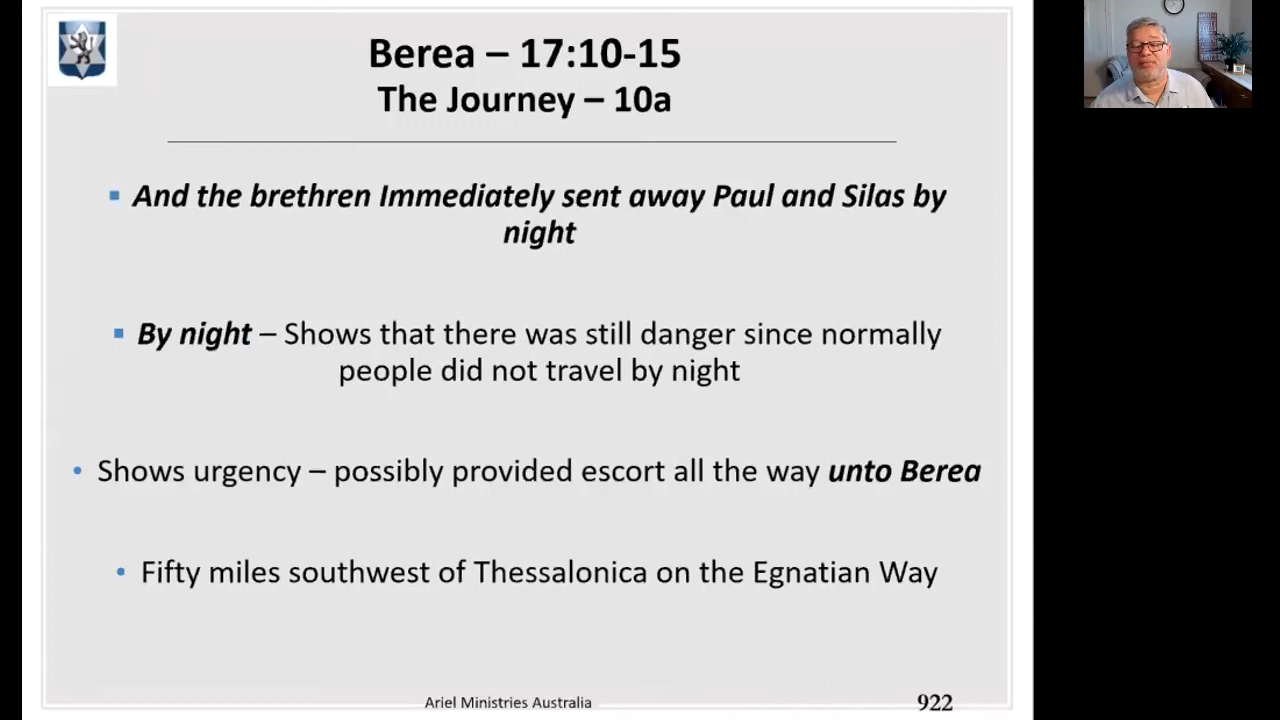 Berea – 17:10-15
The Journey – 10a
▪ And the brethren Immediately sent away Paul and Silas by
night
▪ By night – Shows that there was still danger since normally
people did not travel by night
• Shows urgency – possibly provided escort all the way unto Berea
• Fifty miles southwest of Thessalonica on the Egnatian Way
Ariel Ministries Australia
922